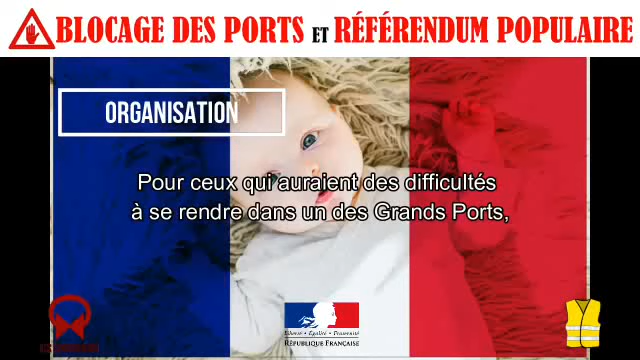 BLOCAGE DES PORTS ET RÉFÉRENDUM POPULAIRE
ORGANISATION
Pour ceux qui auraient des difficultés
à se rendre dans un des Grands Ports,
Liberté • Égalité • Fraternité
RÉPUBLIQUE FRANÇAISE